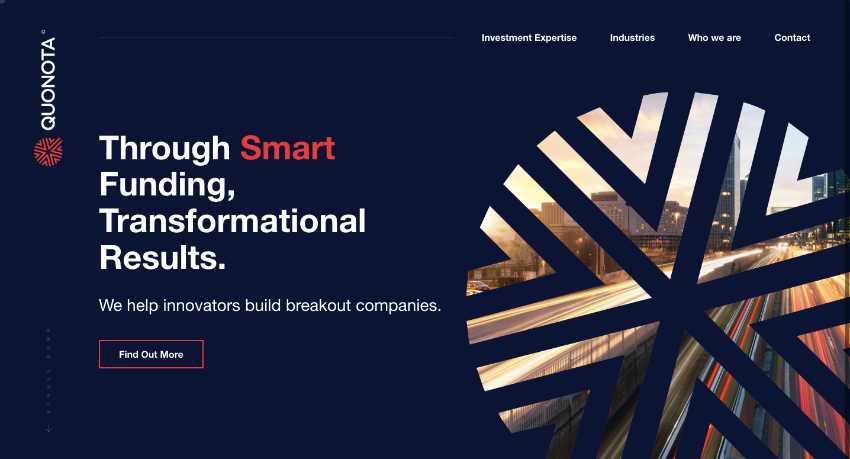 QUONOTA
Investment Expertise
Industries
Who we are
Contact
Through Smart
Funding,
Transformational
Results.
We help innovators build breakout companies.
Find Out More